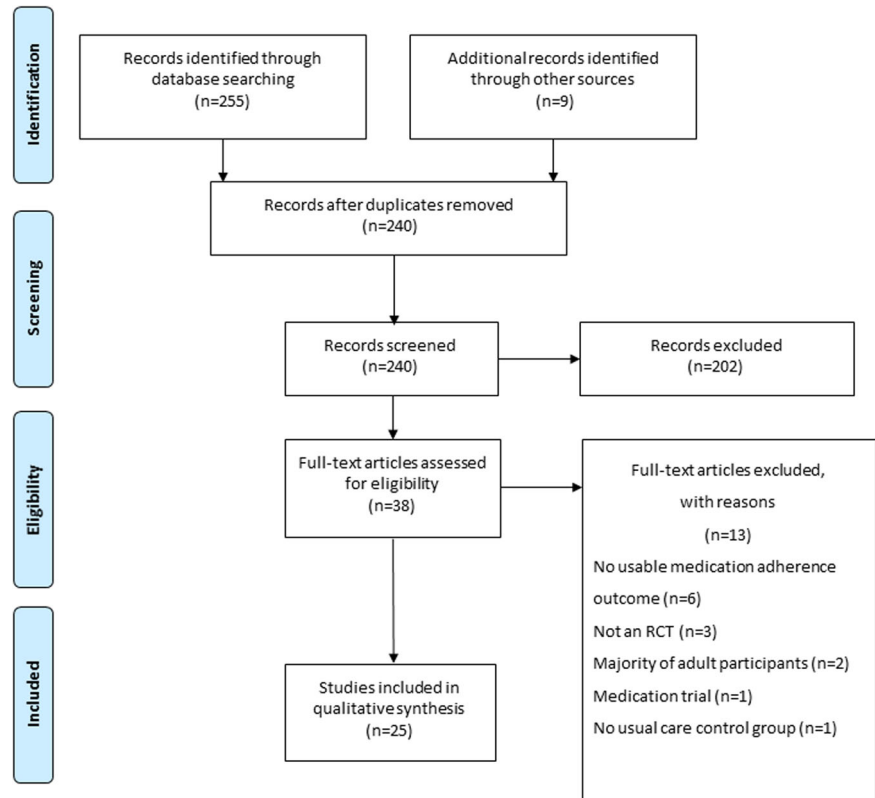 Identification
Records identified through
database searching
(n=255)
Additional records identified
through other sources
(n=9)
Records after duplicates removed
(n=240)
Screening
Records screened
(n=240)
Records excluded
(n=202)
Eligibility
Full-text articles assessed
for eligibility
(n=38)
Full-text articles excluded,
with reasons
(n=13)
No usable medication adherence
outcome (n=6)
Not an RCT (n=3)
Majority of adult participants (n=2)
Medication trial (n=1)
No usual care control group (n=1)
Included
Studies included in
qualitative synthesis
(n=25)